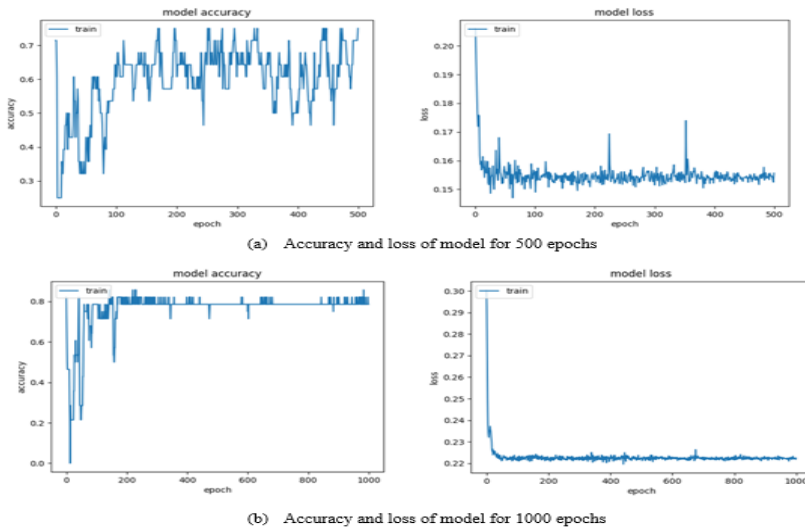 model accuracy
train
0.7
0.6
0.5
0.4
0.3
accuracy
0
100
200
300
400
500
epoch
model loss
train
0.20
0.19
0.18
0.17
0.16
0.15
loss
0
100
200
300
400
500
epoch
(a) Accuracy and loss of model for 500 epochs
model accuracy
train
0.8
0.6
0.4
0.2
0.0
accuracy
0
200
400
600
800
1000
epoch
model loss
train
0.30
0.29
0.28
0.27
0.26
0.25
0.24
0.23
0.22
loss
0
200
400
600
800
1000
epoch
(b) Accuracy and loss of model for 1000 epochs